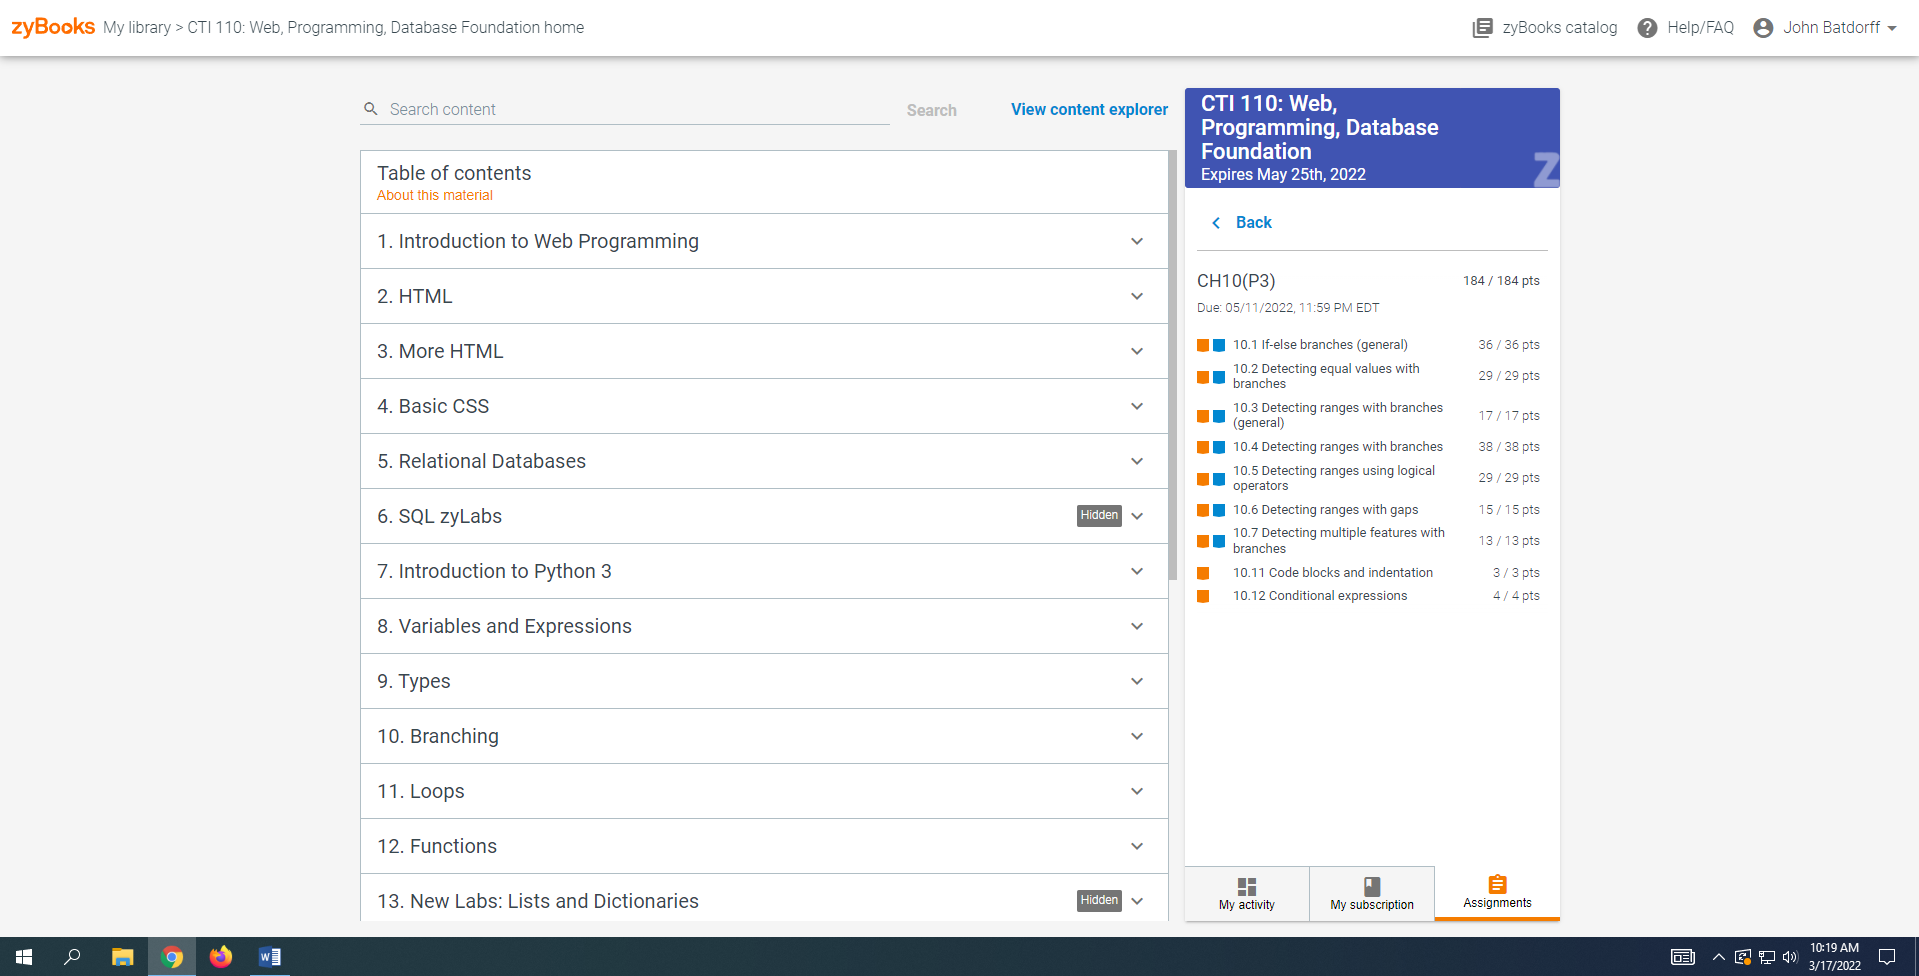 zyBooks My library > CTI 110: Web, Programming, Database Foundation home
zyBooks catalog
Help/FAQ
John Batdorff
Search content
Search
View content explorer
Table of contents
About this material
1. Introduction to Web Programming
2. HTML
3. More HTML
4. Basic CSS
5. Relational Databases
6. SQL zyLabs
Hidden
7. Introduction to Python 3
8. Variables and Expressions
9. Types
10. Branching
11. Loops
12. Functions
13. New Labs: Lists and Dictionaries
Hidden
CTI 110: Web,
Programming, Database
Foundation
Expires May 25th, 2022
Z
Back
CH10(P3)
184 / 184 pts
Due: 05/11/2022, 11:59 PM EDT
10.1 If-else branches (general)
36 / 36 pts
10.2 Detecting equal values with
branches
29 / 29 pts
10.3 Detecting ranges with branches
(general)
17 / 17 pts
10.4 Detecting ranges with branches
38 / 38 pts
10.5 Detecting ranges using logical
operators
29 / 29 pts
10.6 Detecting ranges with gaps
15 / 15 pts
10.7 Detecting multiple features with
branches
13 / 13 pts
10.11 Code blocks and indentation
3 / 3 pts
10.12 Conditional expressions
4 / 4 pts
My activity
My subscription
Assignments
10:19 AM
3/17/2022